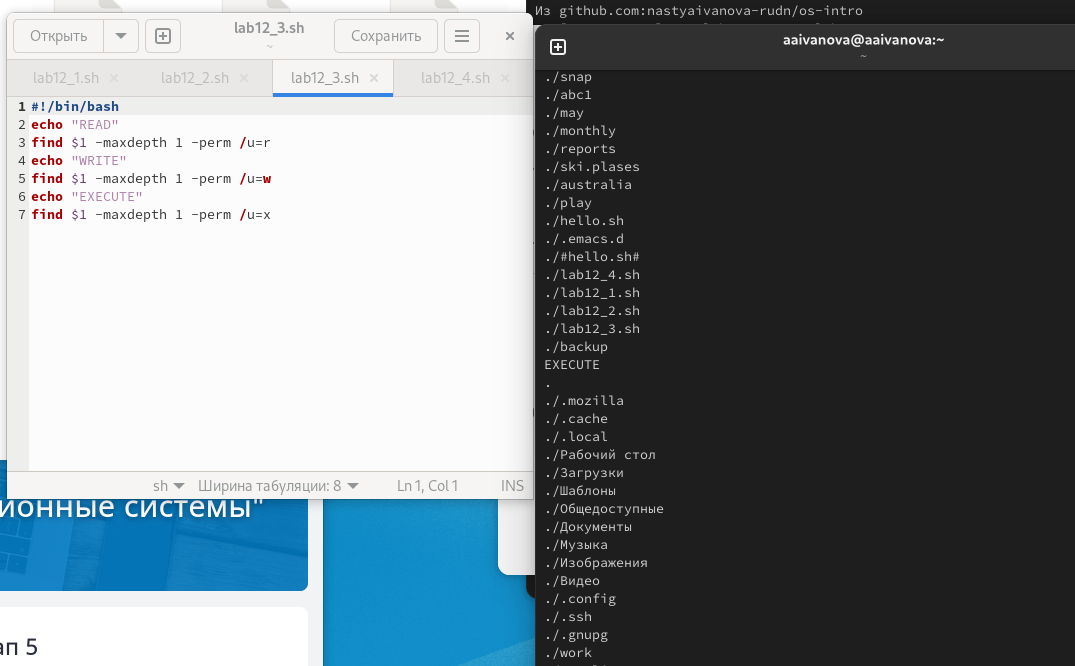 Из github.com:nastyaivanova-rudn/os-intro
Открыть
lab12_3.sh
~
Сохранить
lab12_1.sh
lab12_2.sh
lab12_3.sh
lab12_4.sh
1 #!/bin/bash
2 echo "READ"
3 find $1 -maxdepth 1 -perm /u=r
4 echo "WRITE"
5 find $1 -maxdepth 1 -perm /u=w
6 echo "EXECUTE"
7 find $1 -maxdepth 1 -perm /u=x
sh
Ширина табуляции: 8
Ln 1, Col 1
INS
ионные системы"
ап 5
aaivanova@aaivanova:~
~
./snap
./abc1
./may
./monthly
./reports
./ski.plases
./australia
./play
./hello.sh
./.emacs.d
./#hello.sh#
./lab12_4.sh
./lab12_1.sh
./lab12_2.sh
./lab12_3.sh
./backup
EXECUTE
.
./.mozilla
./.cache
./.local
./Рабочий стол
./Загрузки
./Шаблоны
./Общедоступные
./Документы
./Музыка
./Изображения
./Видео
./.config
./.ssh
./.gnupg
./work